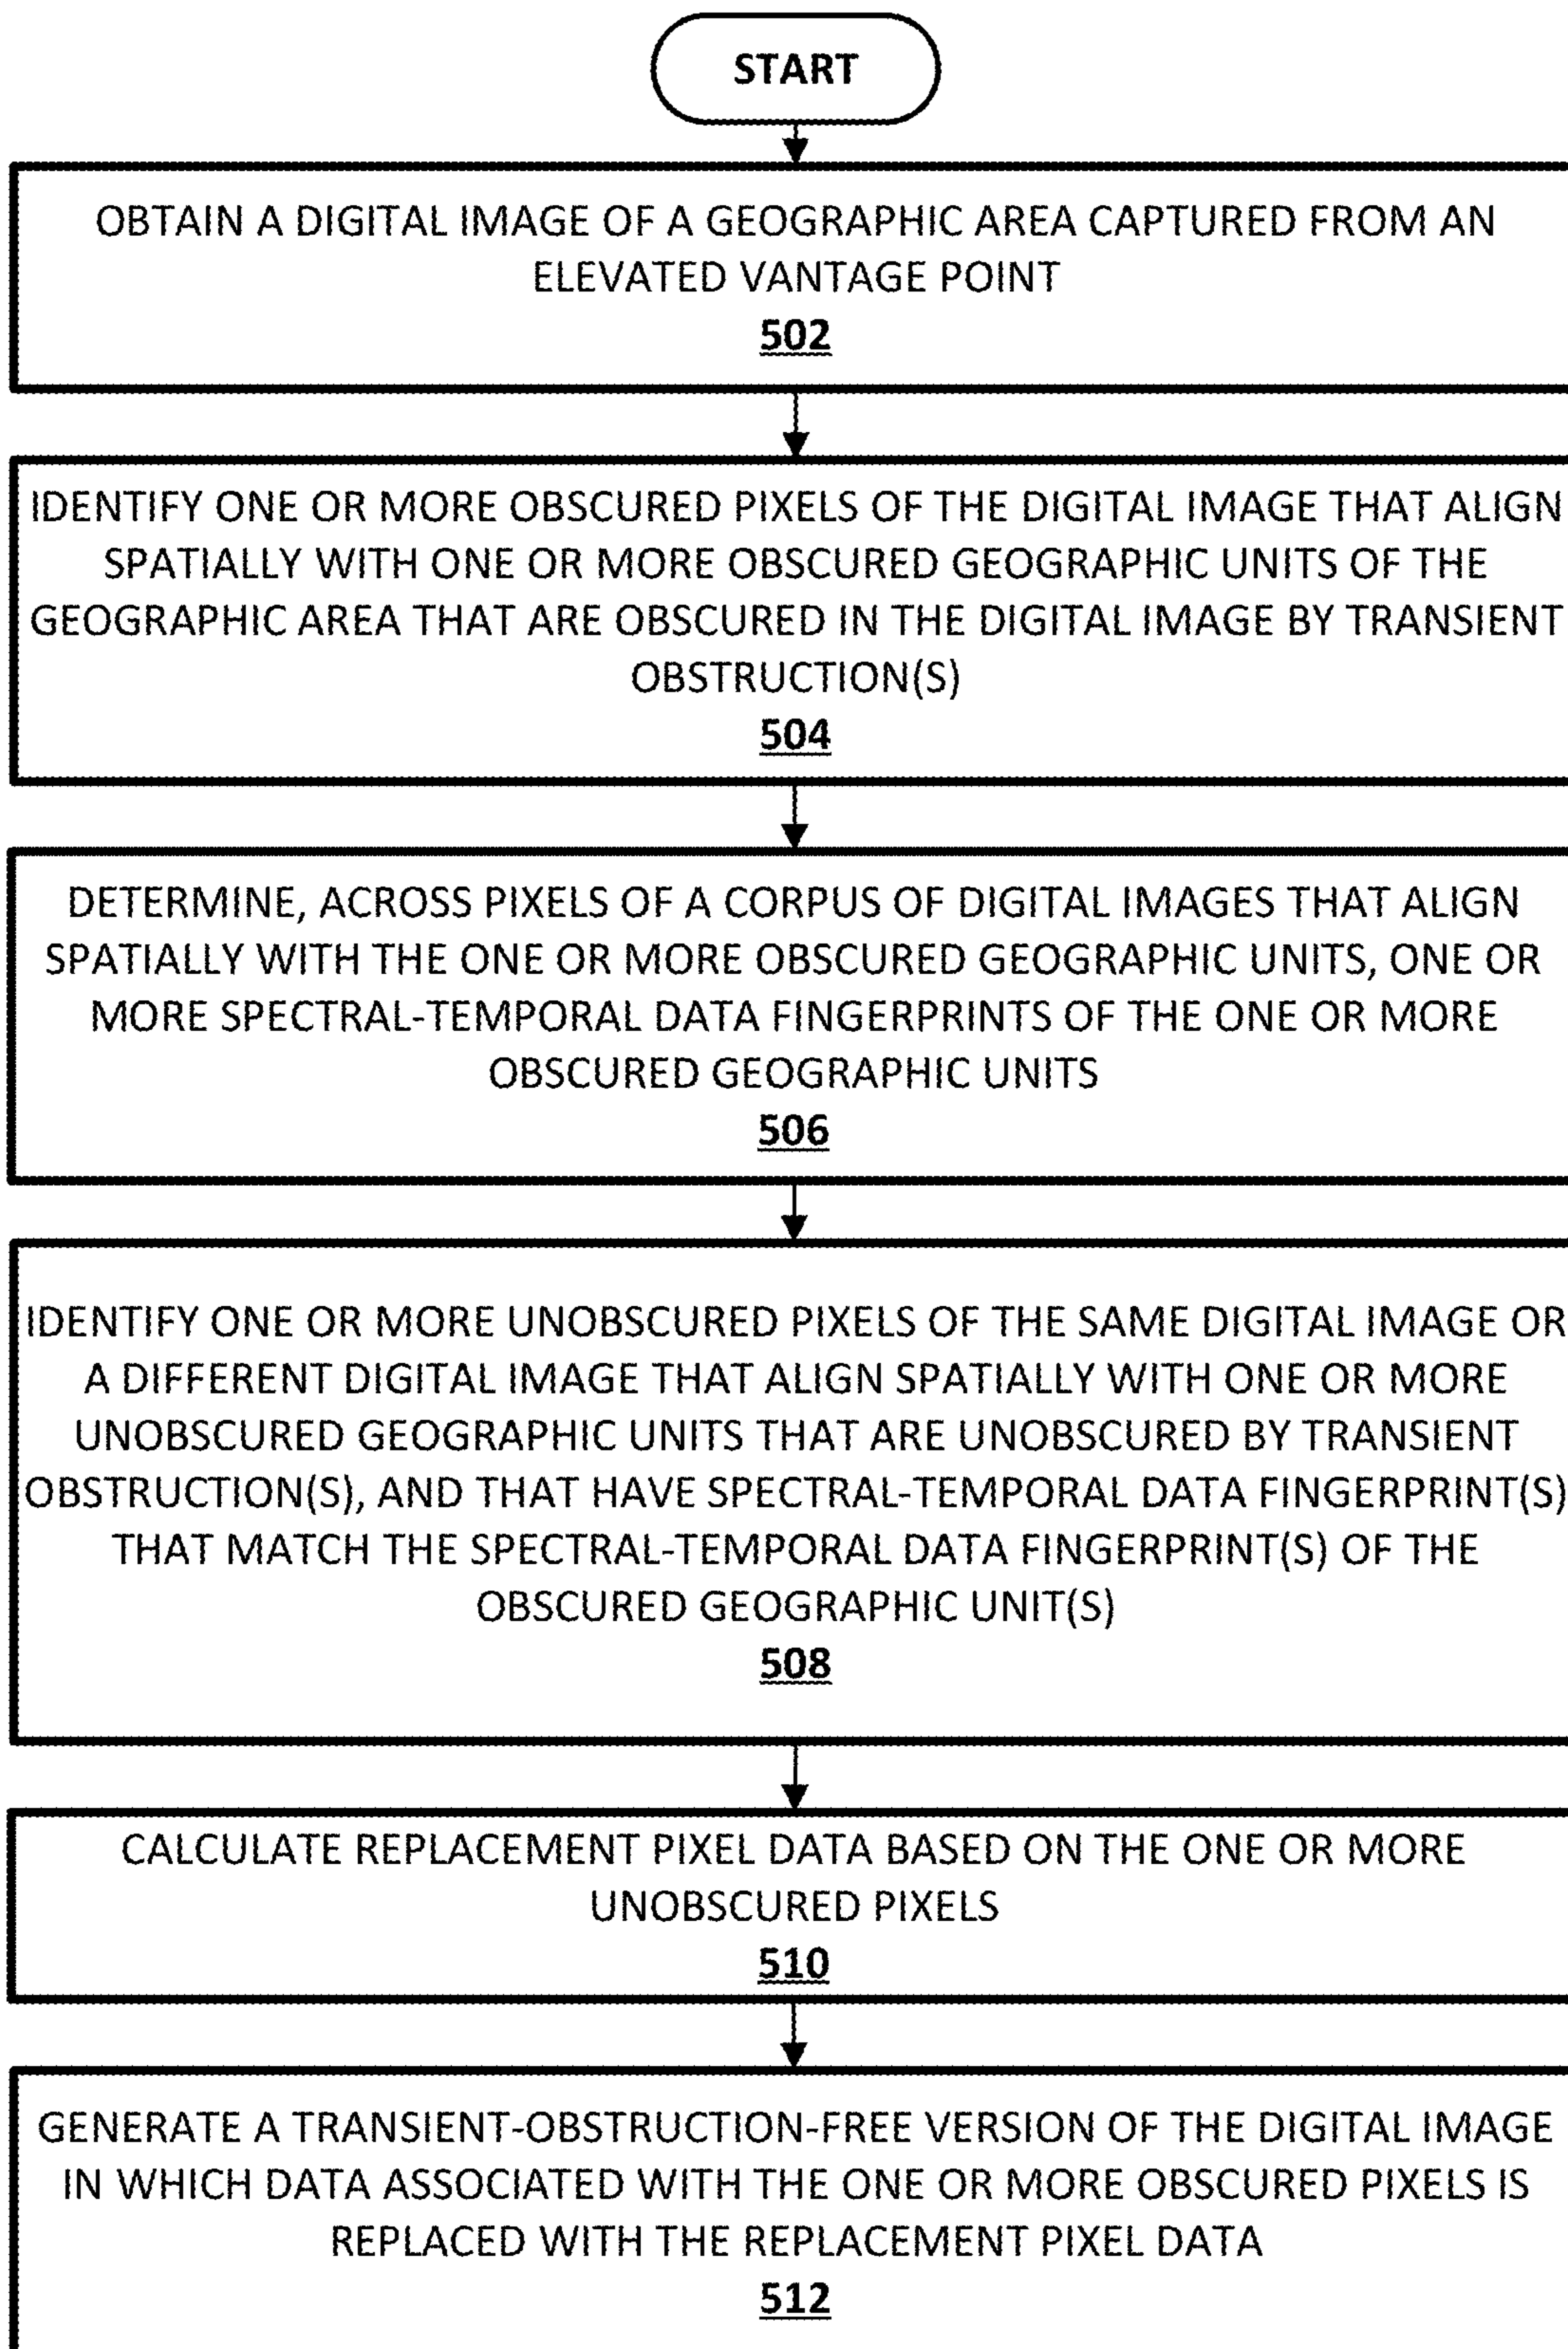 START
OBTAIN A DIGITAL IMAGE OF A GEOGRAPHIC AREA CAPTURED FROM AN
ELEVATED VANTAGE POINT
502
IDENTIFY ONE OR MORE OBSCURED PIXELS OF THE DIGITAL IMAGE THAT ALIGN
SPATIALLY WITH ONE OR MORE OBSCURED GEOGRAPHIC UNITS OF THE
GEOGRAPHIC AREA THAT ARE OBSCURED IN THE DIGITAL IMAGE BY TRANSIENT
OBSTRUCTION(S)
504
DETERMINE, ACROSS PIXELS OF A CORPUS OF DIGITAL IMAGES THAT ALIGN
SPATIALLY WITH THE ONE OR MORE OBSCURED GEOGRAPHIC UNITS, ONE OR
MORE SPECTRAL-TEMPORAL DATA FINGERPRINTS OF THE ONE OR MORE
OBSCURED GEOGRAPHIC UNITS
506
IDENTIFY ONE OR MORE UNOBSCURED PIXELS OF THE SAME DIGITAL IMAGE OR
A DIFFERENT DIGITAL IMAGE THAT ALIGN SPATIALLY WITH ONE OR MORE
UNOBSCURED GEOGRAPHIC UNITS THAT ARE UNOBSCURED BY TRANSIENT
OBSTRUCTION(S), AND THAT HAVE SPECTRAL-TEMPORAL DATA FINGERPRINT(S)
THAT MATCH THE SPECTRAL-TEMPORAL DATA FINGERPRINT(S) OF THE
OBSCURED GEOGRAPHIC UNIT(S)
508
CALCULATE REPLACEMENT PIXEL DATA BASED ON THE ONE OR MORE
UNOBSCURED PIXELS
510
GENERATE A TRANSIENT-OBSTRUCTION-FREE VERSION OF THE DIGITAL IMAGE
IN WHICH DATA ASSOCIATED WITH THE ONE OR MORE OBSCURED PIXELS IS
REPLACED WITH THE REPLACEMENT PIXEL DATA
512